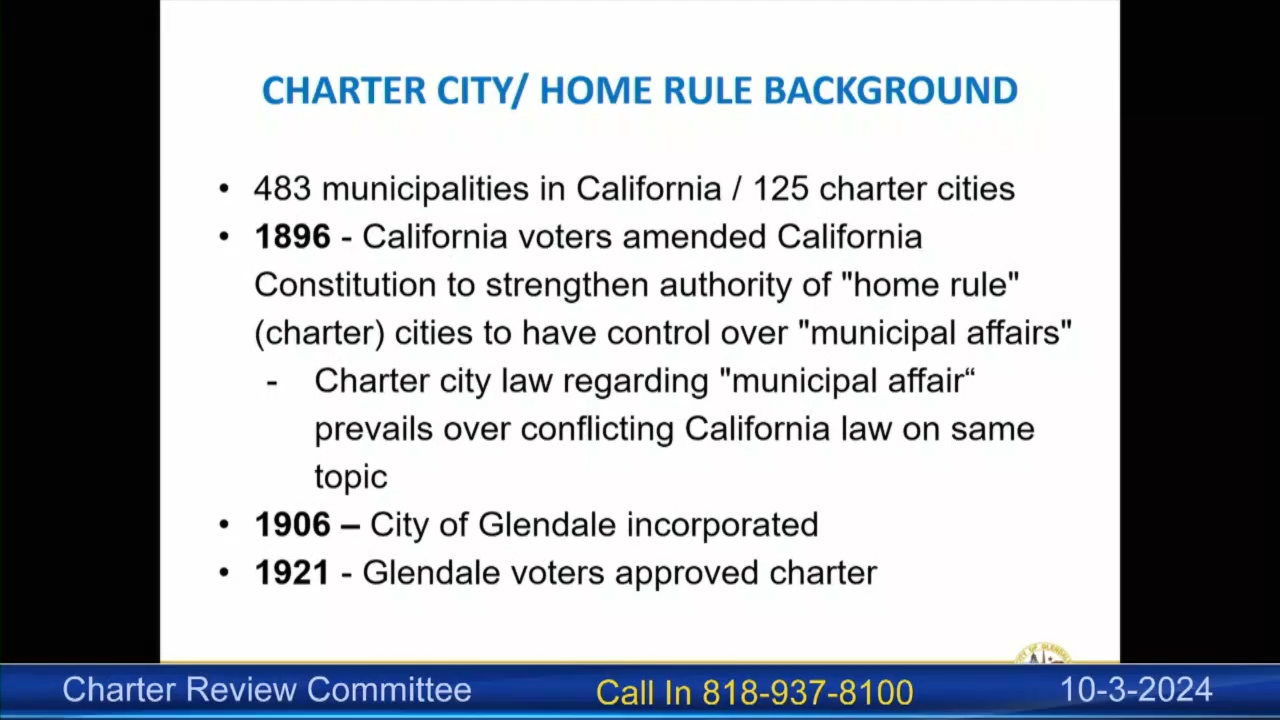 CHARTER CITY/ HOME RULE BACKGROUND
• 483 municipalities in California / 125 charter cities
• 1896 - California voters amended California
Constitution to strengthen authority of "home rule"
(charter) cities to have control over "municipal affairs"
- Charter city law regarding "municipal affair“
prevails over conflicting California law on same
topic
• 1906 – City of Glendale incorporated
• 1921 - Glendale voters approved charter
Charter Review Committee
Call In 818-937-8100
10-3-2024